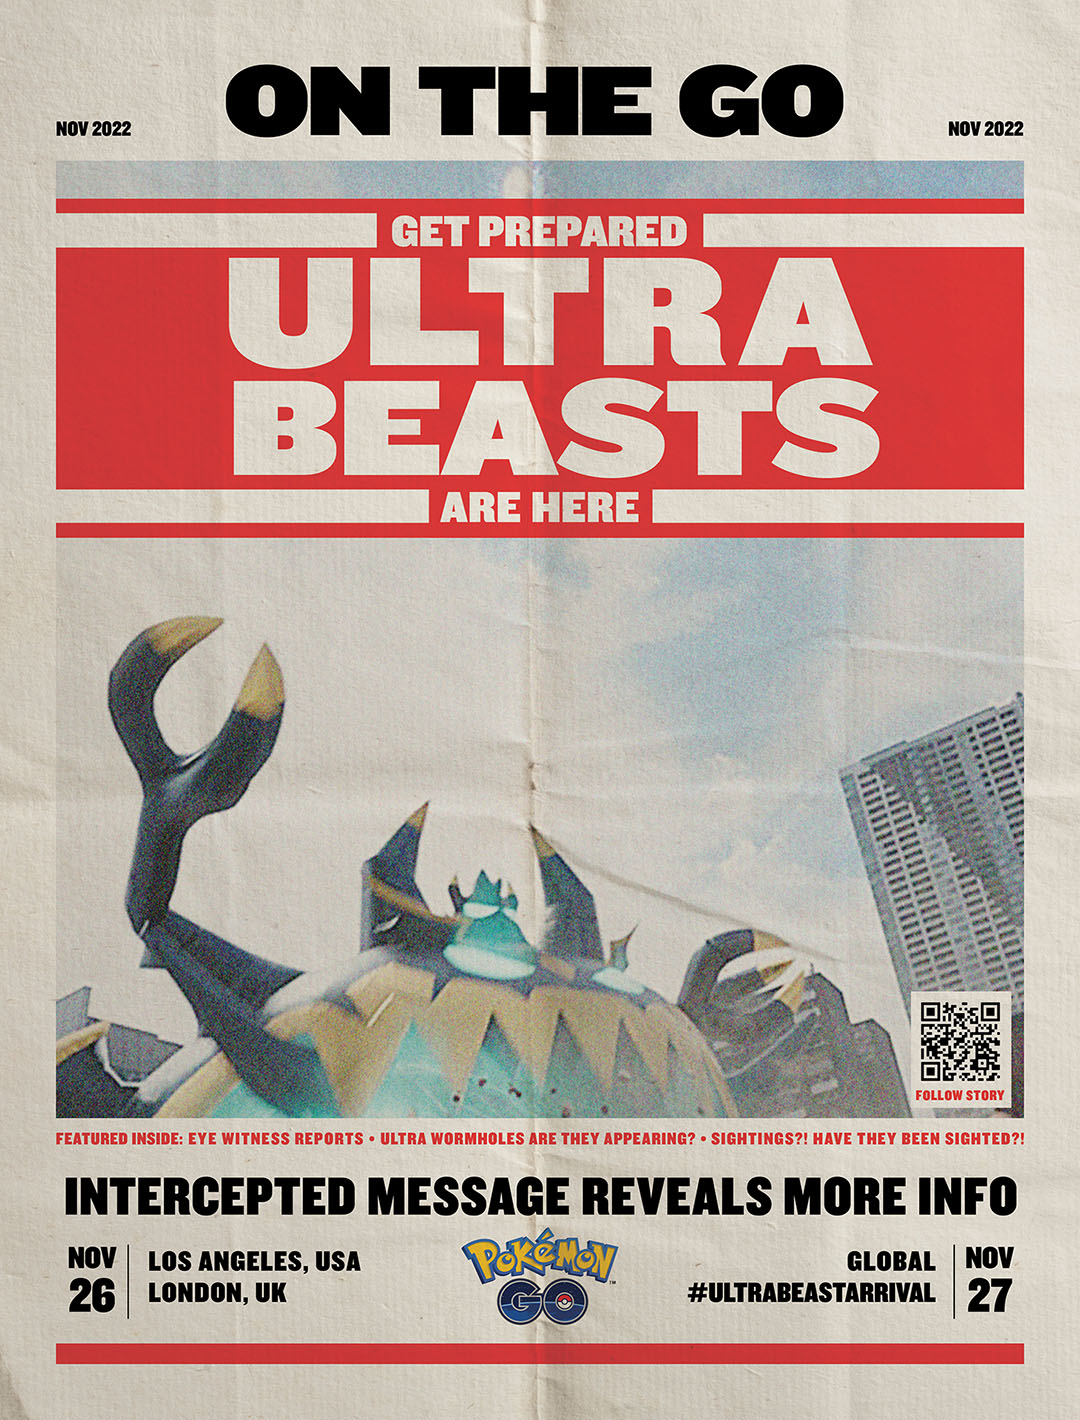 ON THE GO
NOV 2022
NOV 2022
GET PREPARED
ULTRA
BEASTS
ARE HERE
FOLLOW STORY
FEATURED INSIDE: EYE WITNESS REPORTS • ULTRA WORMHOLES ARE THEY APPEARING? • SIGHTINGS?! HAVE THEY BEEN SIGHTED?!
INTERCEPTED MESSAGE REVEALS MORE INFO
NOV
26
LOS ANGELES, USA
LONDON, UK
POKéMON
GO
™
GLOBAL
#ULTRABEASTARRIVAL
NOV
27